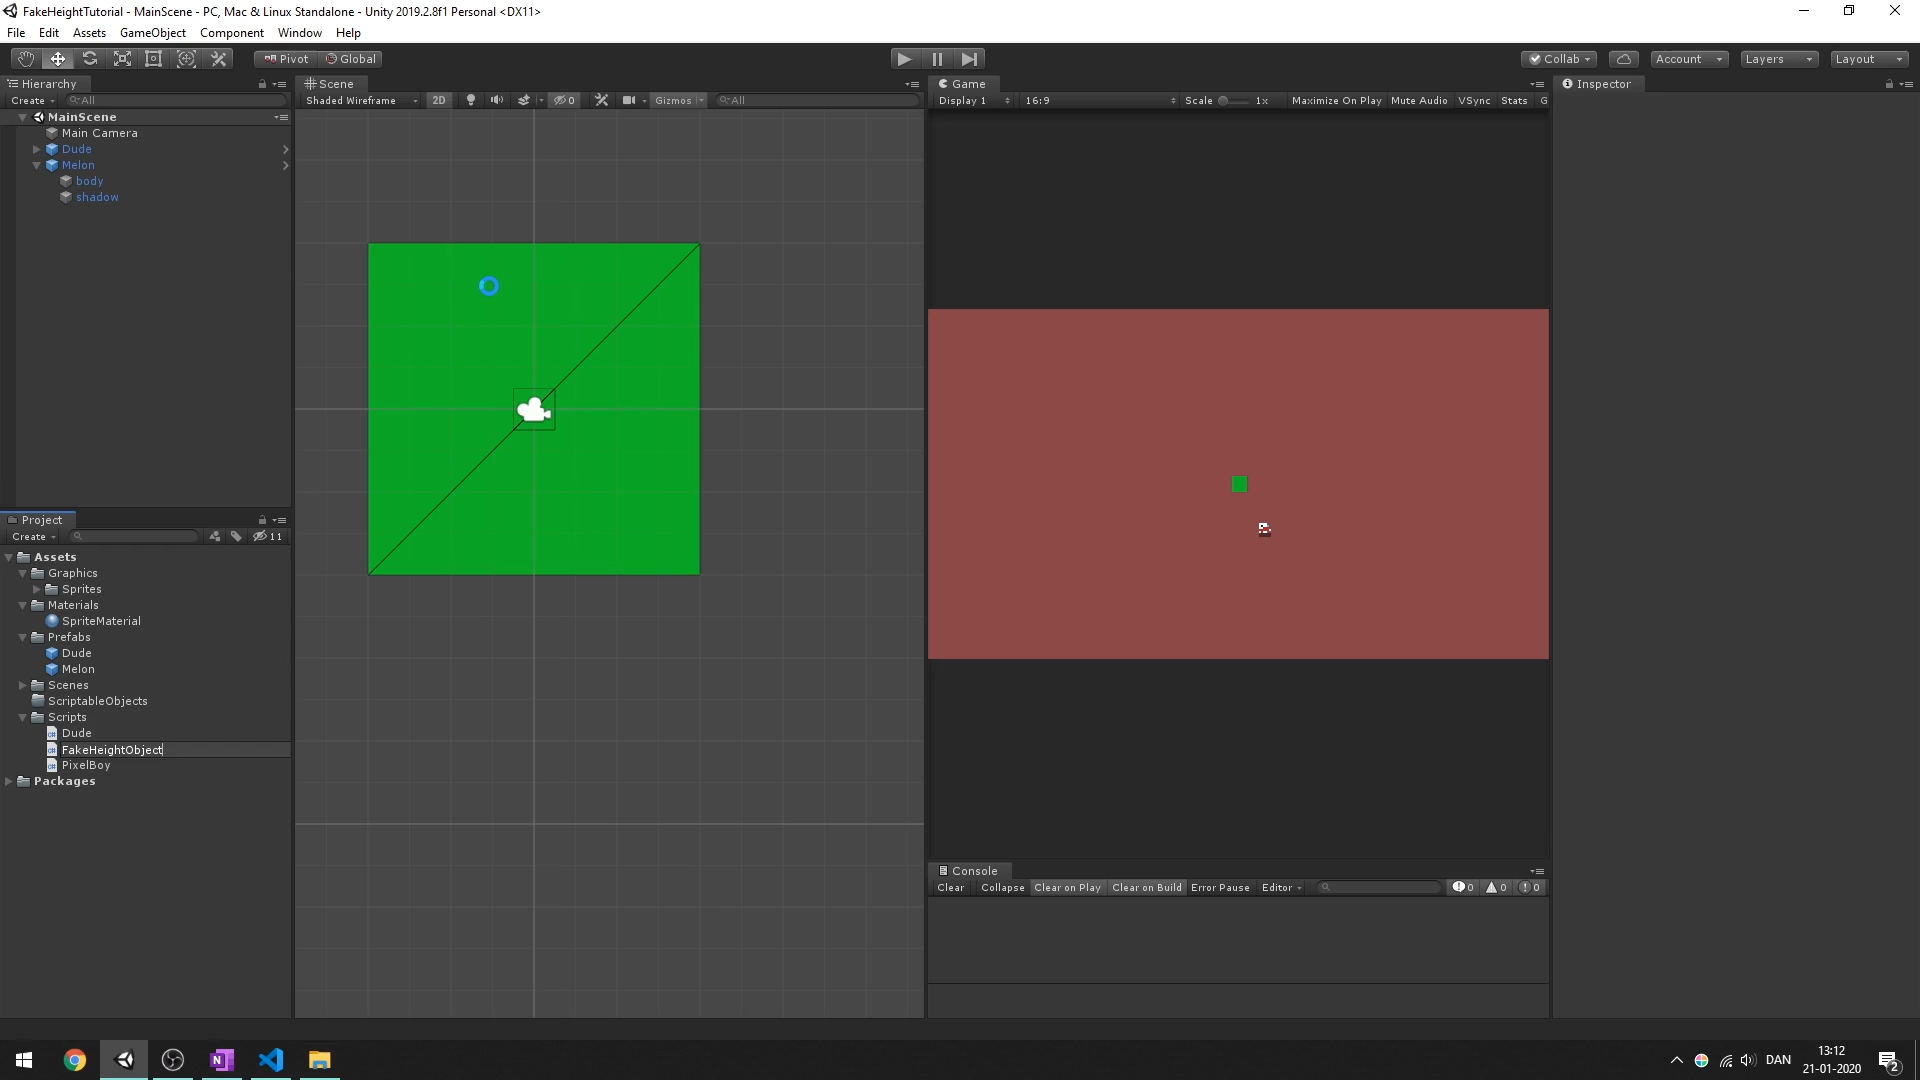 FakeHeightTutorial - MainScene - PC, Mac & Linux Standalone - Unity 2019.2.8f1 Personal <DX11>
File Edit Assets GameObject Component Window Help
Pivot Global Collab Account Layers Layout
Hierarchy
Create All
MainScene
Main Camera
Dude
Melon
body
shadow
Scene
Shaded Wireframe 2D 0 Gizmos All
Game
Display 1 16:9 Scale 1x Maximize On Play Mute Audio VSync Stats G
Inspector
Project
Create 11
Assets
Graphics
Sprites
Materials
SpriteMaterial
Prefabs
Dude
Melon
Scenes
ScriptableObjects
Scripts
Dude
FakeHeightObject
PixelBoy
Packages
Console
Clear Collapse Clear on Play Clear on Build Error Pause Editor 0 0 0
DAN
13:12
21-01-2020
2